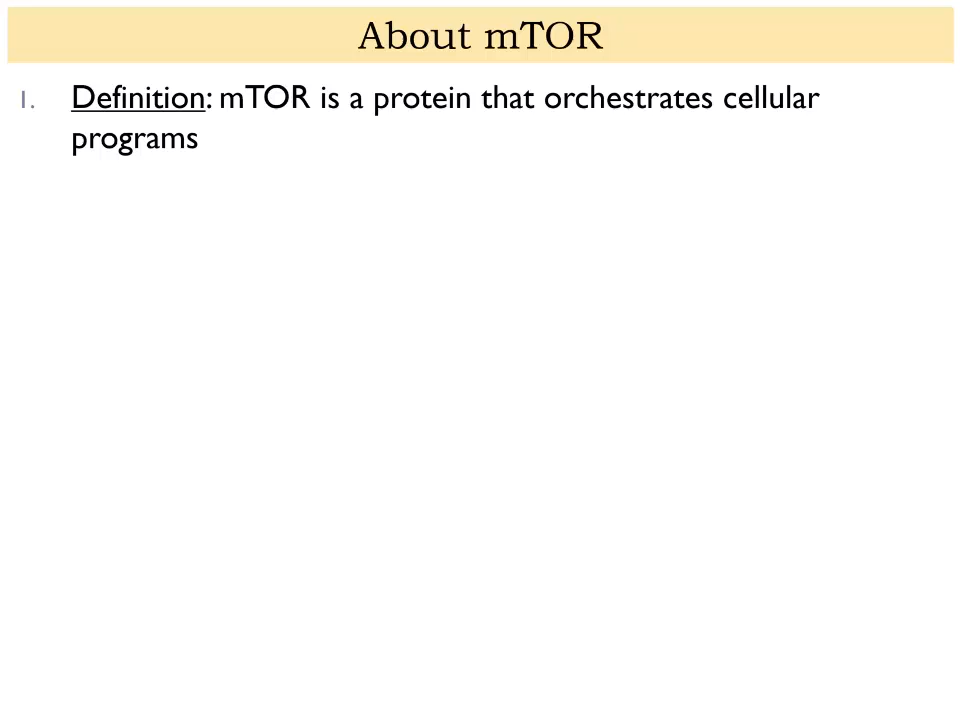 About mTOR
1. Definition: mTOR is a protein that orchestrates cellular
programs